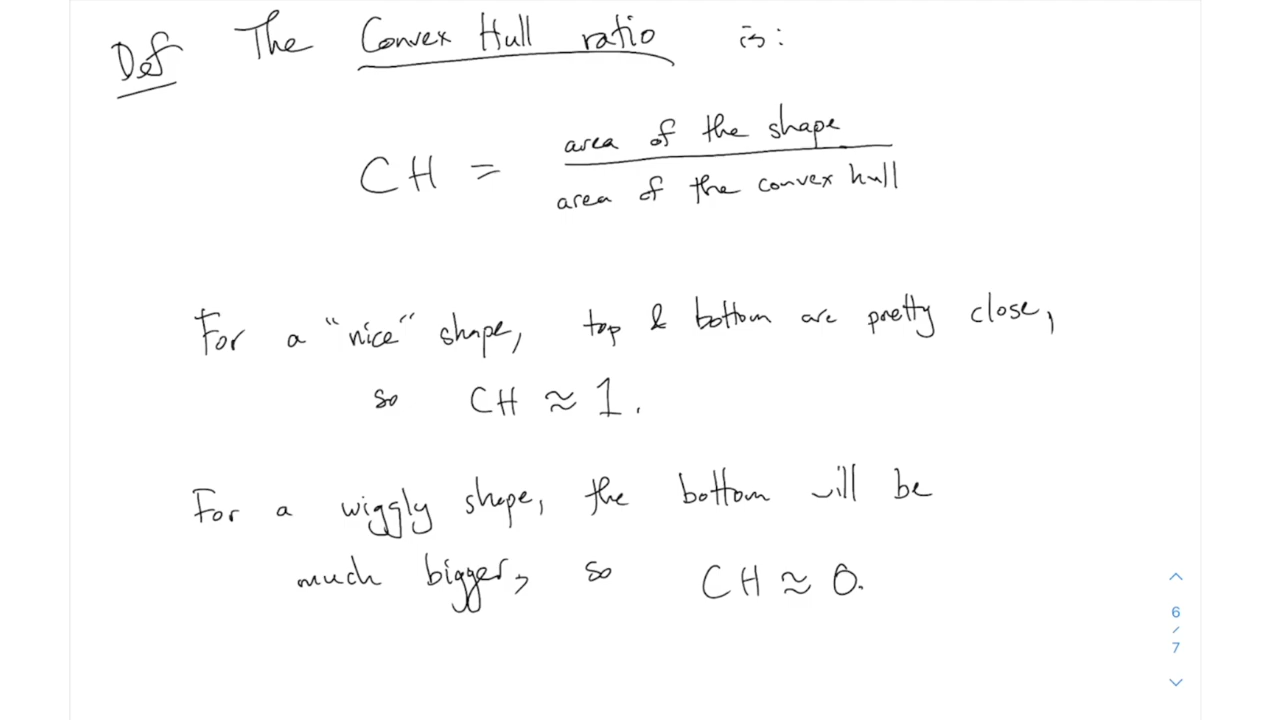 Def The Convex Hull ratio is:
CH = area of the shape
area of the convex hull
For a "nice" shape, top & bottom are pretty close,
so CH ≈ 1.
For a wiggly shape, the bottom will be
much bigger, so CH ≈ 0.
6
/
7